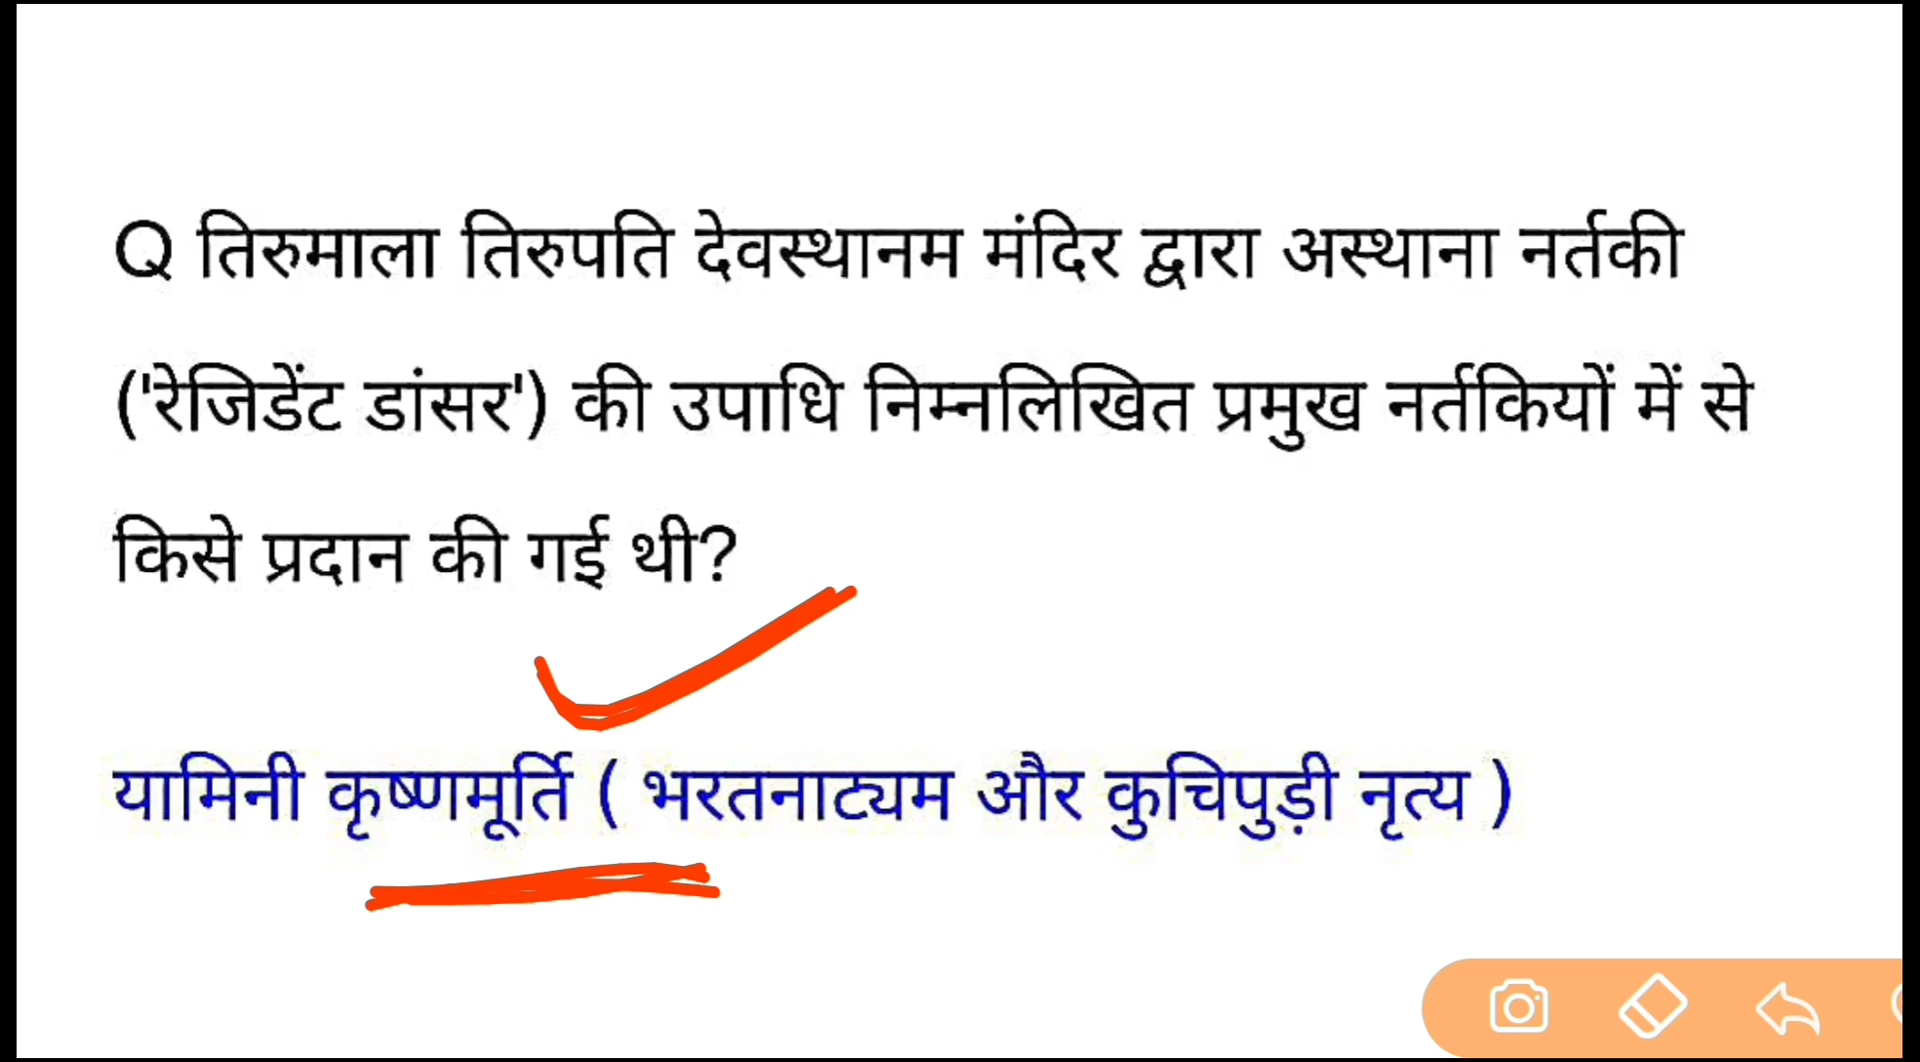 Q तिरुमाला तिरुपति देवस्थानम मंदिर द्वारा अस्थाना नर्तकी
('रेजिडेंट डांसर') की उपाधि निम्नलिखित प्रमुख नर्तकियों में से
किसे प्रदान की गई थी?
यामिनी कृष्णमूर्ति ( भरतनाट्यम और कुचिपुड़ी नृत्य )